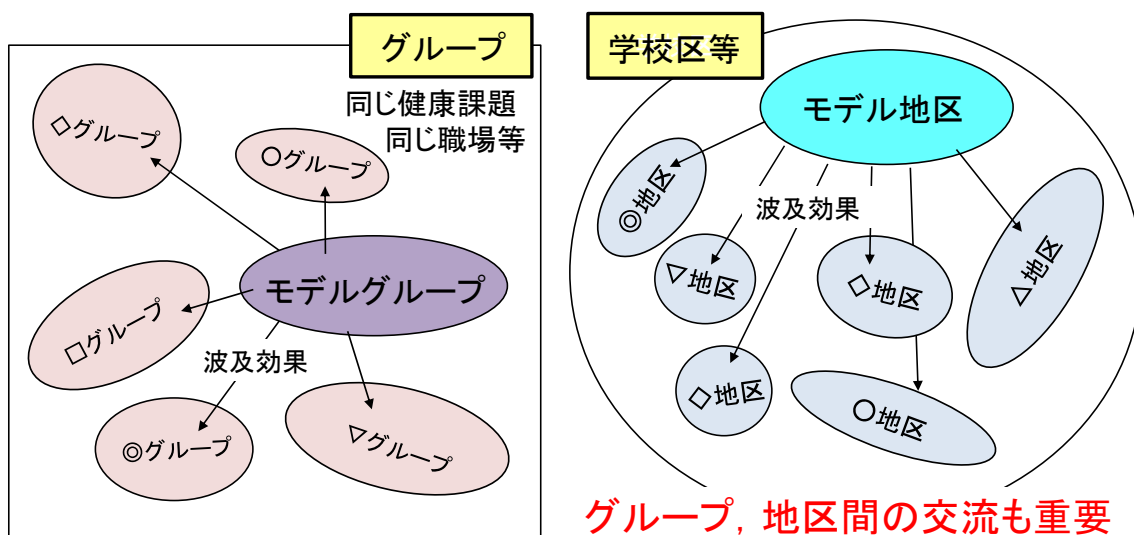 グループ
同じ健康課題
同じ職場等
◇グループ
○グループ
モデルグループ
□グループ
波及効果
◎グループ
▽グループ
学校区等
モデル地区
◎地区
波及効果
▽地区
◇地区
△地区
◇地区
○地区
グループ，地区間の交流も重要